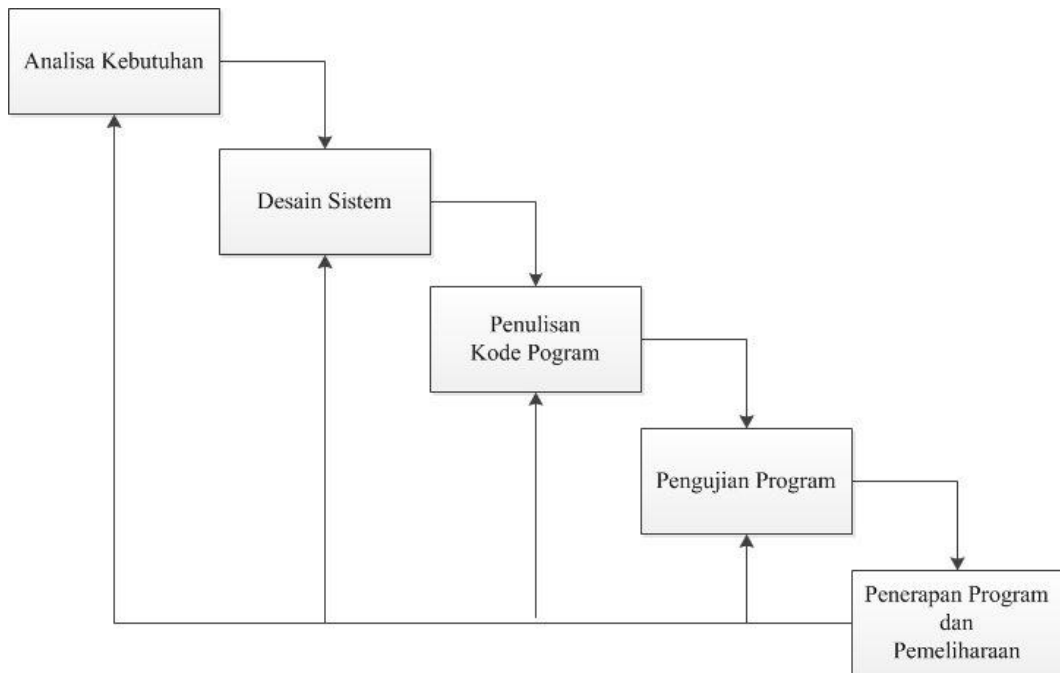 Analisa Kebutuhan
Desain Sistem
Penulisan
Kode Pogram
Pengujian Program
Penerapan Program
dan
Pemeliharaan